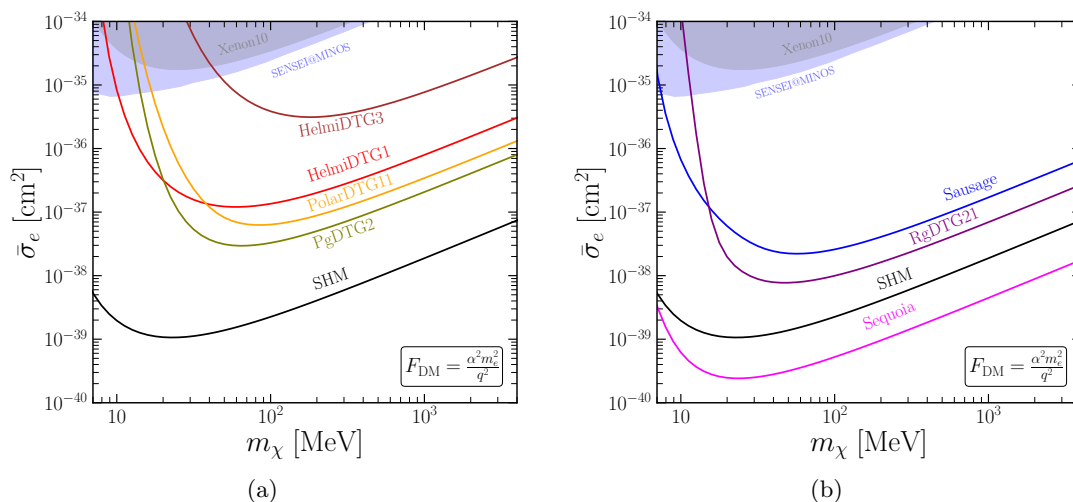 10^−34
10^−35
10^−36
10^−37
10^−38
10^−39
10^−40
σ̄_e [cm^2]
Xenon10
SENSEI@MINOS
HelmiDTG3
HelmiDTG1
PolarDTG11
PgDTG2
SHM
F_DM = α^2 m_e^2 / q^2
10
10^2
10^3
m_χ [MeV]
(a)
10^−34
10^−35
10^−36
10^−37
10^−38
10^−39
10^−40
σ̄_e [cm^2]
Xenon10
SENSEI@MINOS
Sausage
RgDTG21
SHM
Sequoia
F_DM = α^2 m_e^2 / q^2
10
10^2
10^3
m_χ [MeV]
(b)